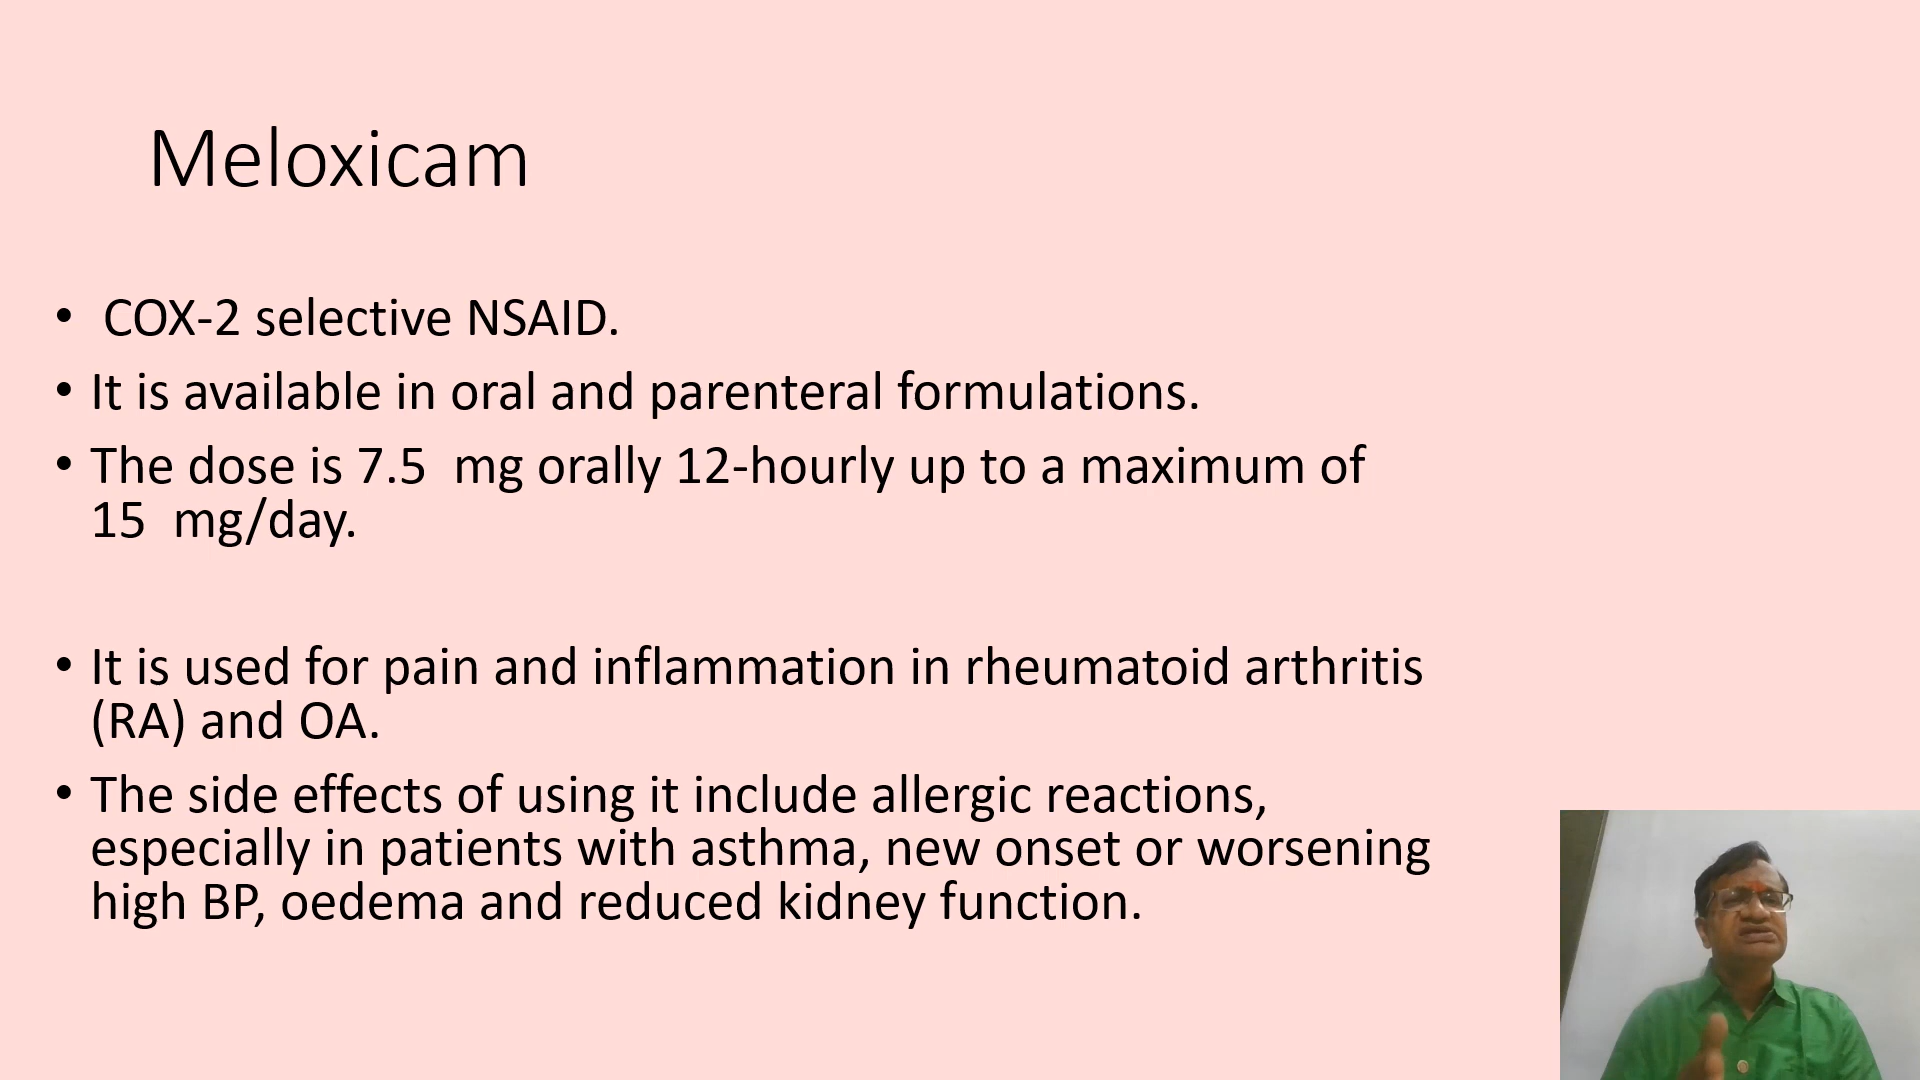 Meloxicam
• COX-2 selective NSAID.
• It is available in oral and parenteral formulations.
• The dose is 7.5 mg orally 12-hourly up to a maximum of
15 mg/day.
• It is used for pain and inflammation in rheumatoid arthritis
(RA) and OA.
• The side effects of using it include allergic reactions,
especially in patients with asthma, new onset or worsening
high BP, oedema and reduced kidney function.